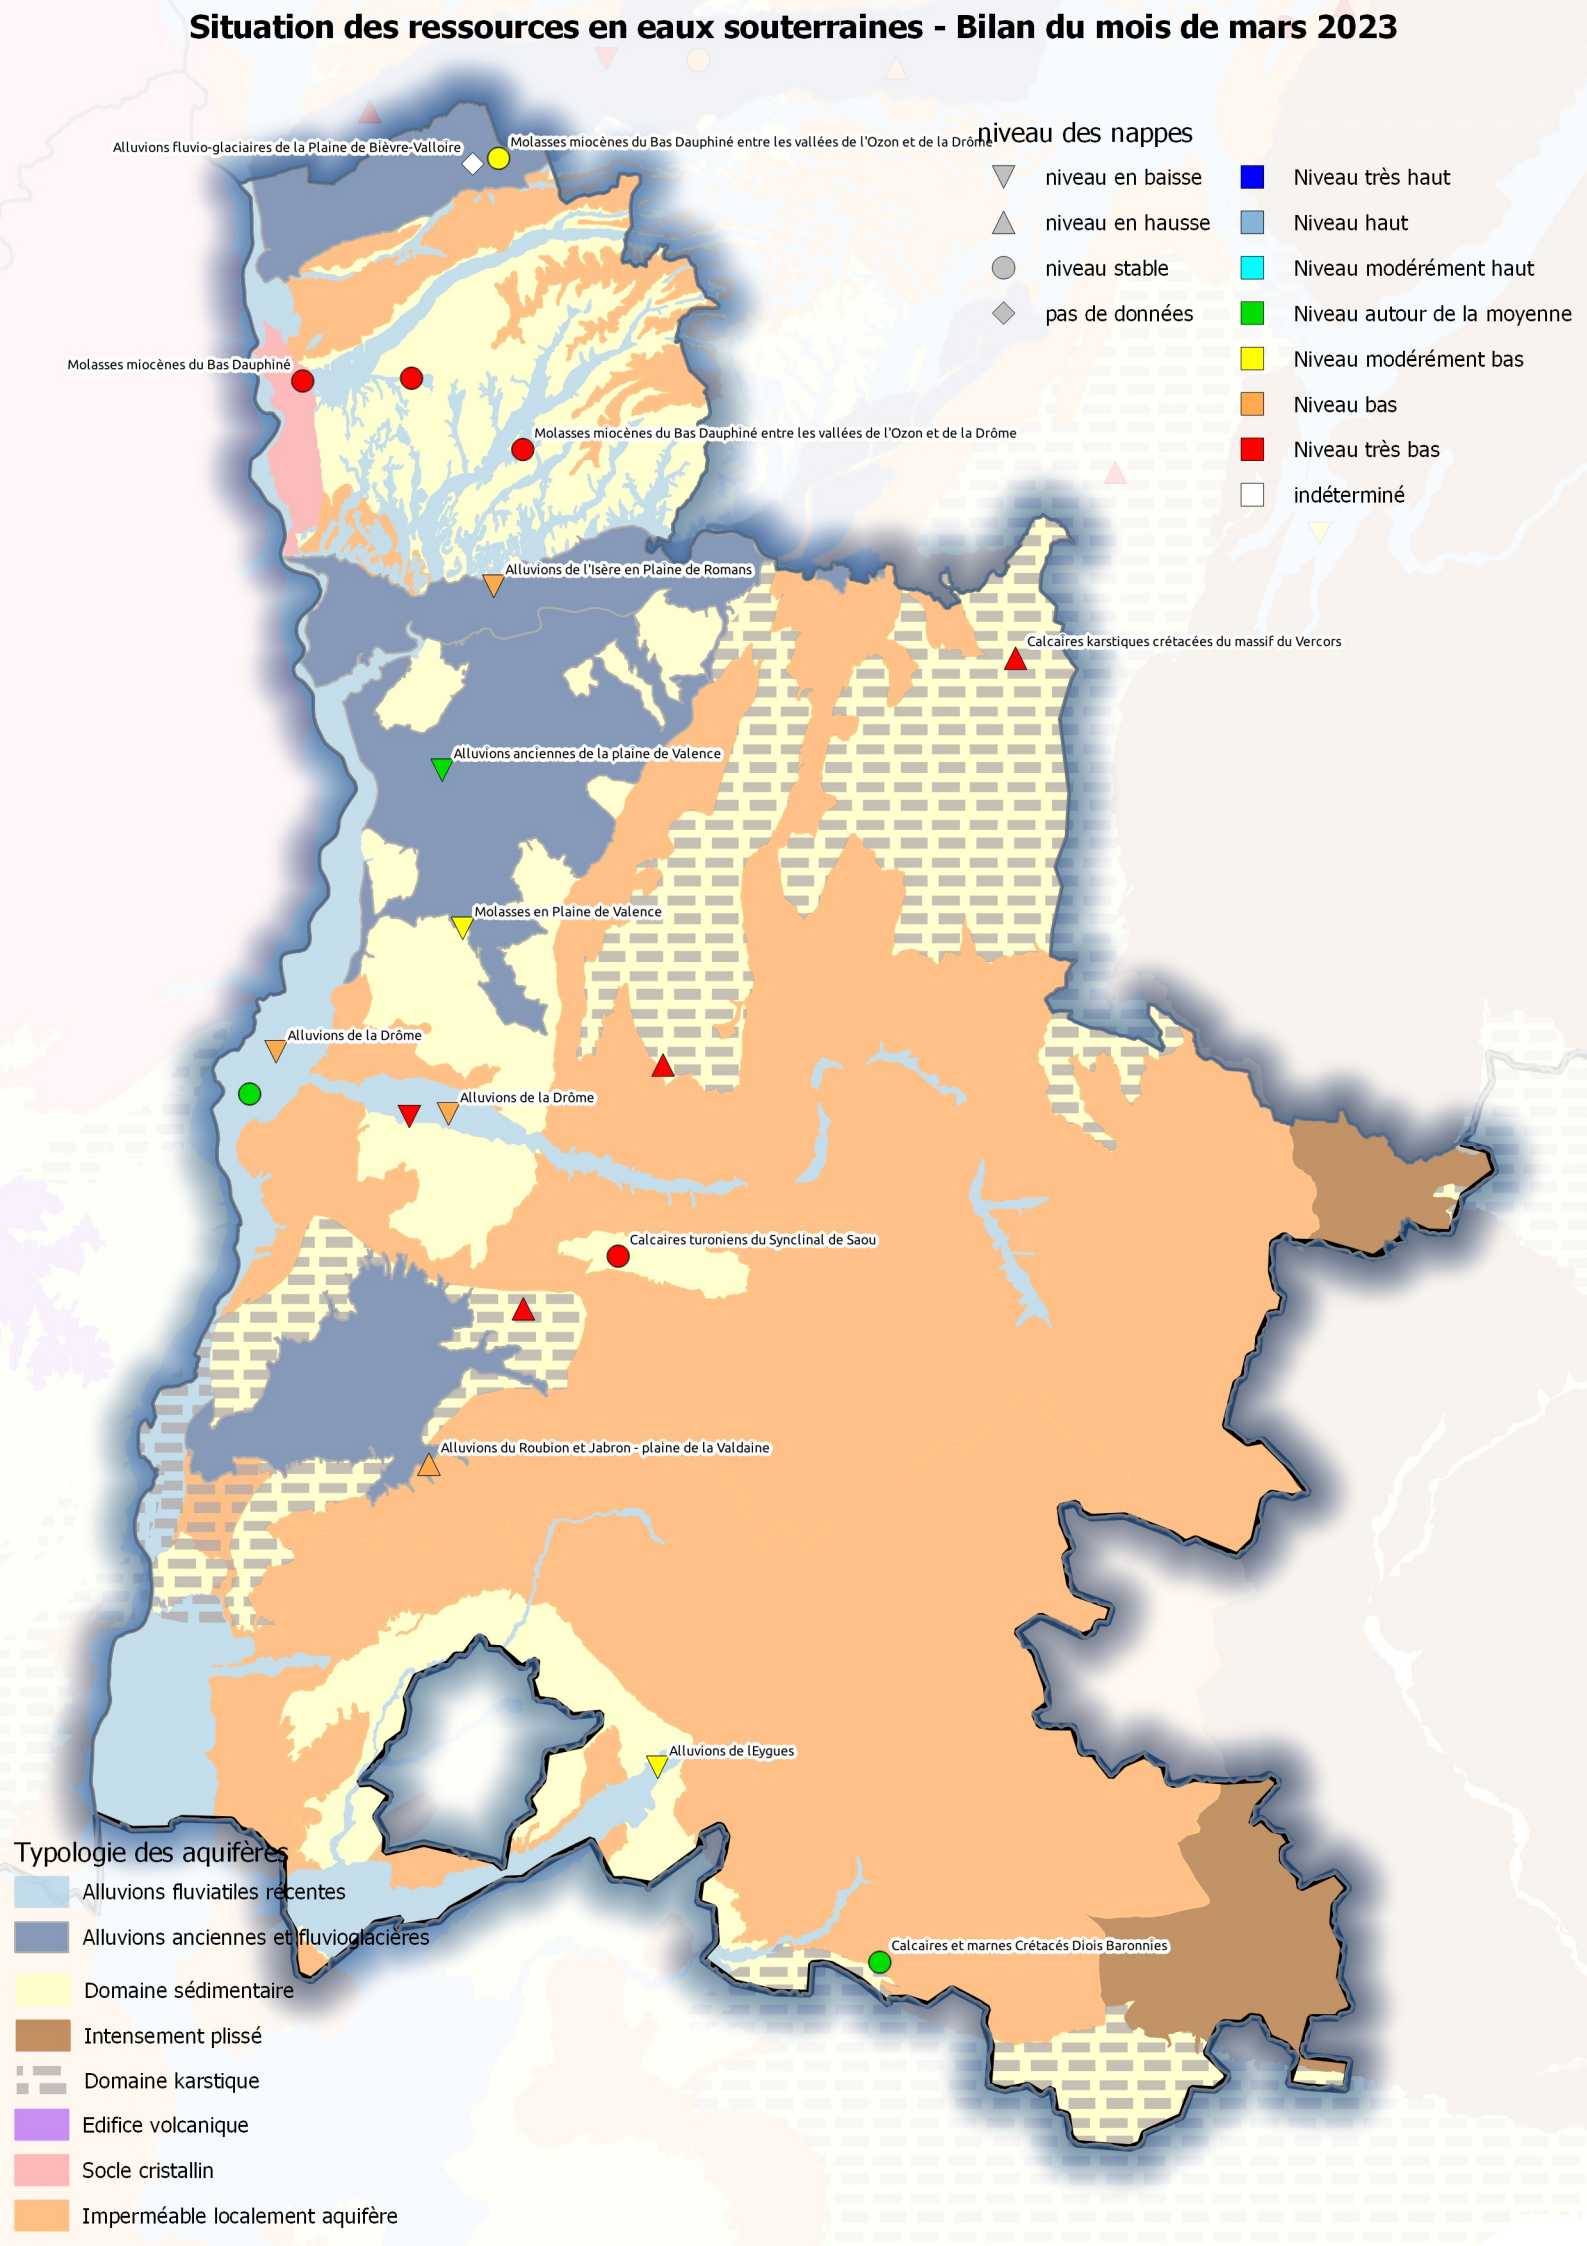 Situation des ressources en eaux souterraines - Bilan du mois de mars 2023
niveau des nappes
niveau en baisse
niveau en hausse
niveau stable
pas de données
Niveau très haut
Niveau haut
Niveau modérément haut
Niveau autour de la moyenne
Niveau modérément bas
Niveau bas
Niveau très bas
indéterminé
Alluvions fluvio-glaciaires de la Plaine de Bièvre-Valloire
Molasses miocènes du Bas Dauphiné entre les vallées de l'Ozon et de la Drôme
Molasses miocènes du Bas Dauphiné
Molasses miocènes du Bas Dauphiné entre les vallées de l'Ozon et de la Drôme
Alluvions de l'Isère en Plaine de Romans
Calcaires karstiques crétacées du massif du Vercors
Alluvions anciennes de la plaine de Valence
Molasses en Plaine de Valence
Alluvions de la Drôme
Alluvions de la Drôme
Calcaires turoniens du Synclinal de Saou
Alluvions du Roubion et Jabron - plaine de la Valdaine
Alluvions de lEygues
Calcaires et marnes Crétacés Diois Baronnies
Typologie des aquifères
Alluvions fluviatiles récentes
Alluvions anciennes et fluvioglacières
Domaine sédimentaire
Intensement plissé
Domaine karstique
Edifice volcanique
Socle cristallin
Imperméable localement aquifère